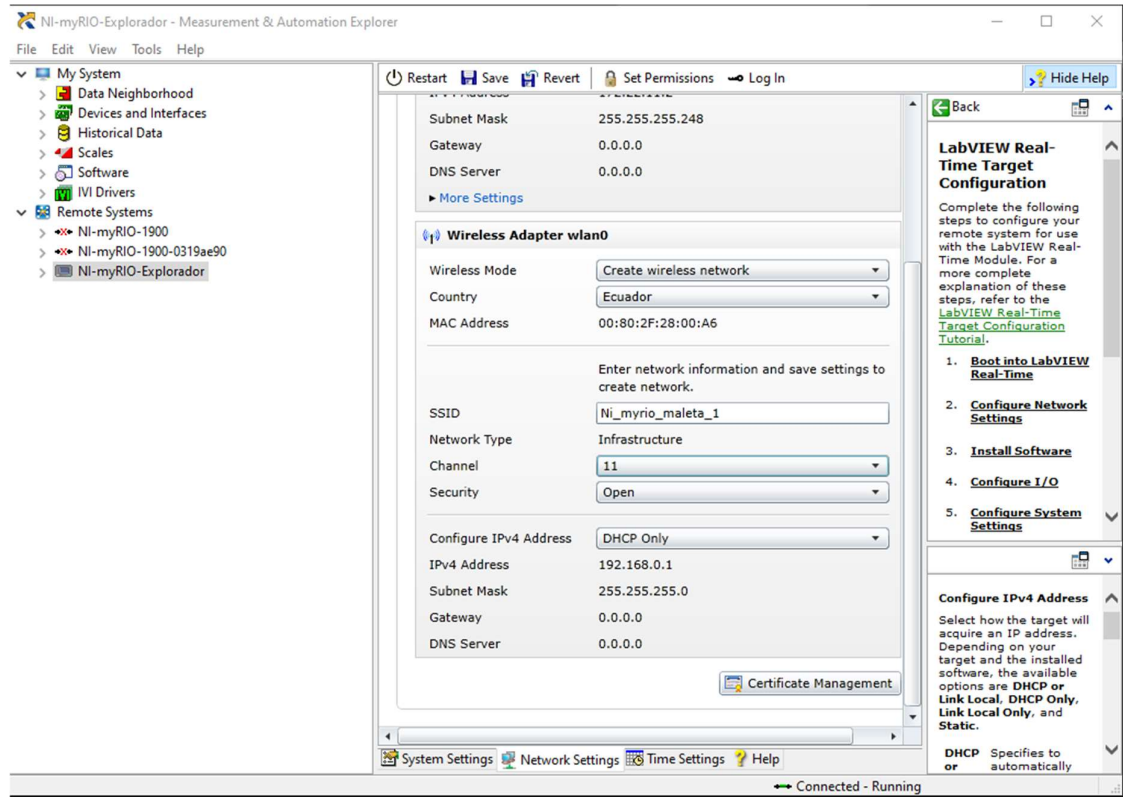 NI-myRIO-Explorador - Measurement & Automation Explorer
File Edit View Tools Help
My System
Data Neighborhood
Devices and Interfaces
Historical Data
Scales
Software
IVI Drivers
Remote Systems
NI-myRIO-1900
NI-myRIO-1900-0319ae90
NI-myRIO-Explorador
Restart Save Revert Set Permissions Log In Hide Help
Subnet Mask 255.255.255.248
Gateway 0.0.0.0
DNS Server 0.0.0.0
More Settings
Wireless Adapter wlan0
Wireless Mode Create wireless network
Country Ecuador
MAC Address 00:80:2F:28:00:A6
Enter network information and save settings to
create network.
SSID Ni_myrio_maleta_1
Network Type Infrastructure
Channel 11
Security Open
Configure IPv4 Address DHCP Only
IPv4 Address 192.168.0.1
Subnet Mask 255.255.255.0
Gateway 0.0.0.0
DNS Server 0.0.0.0
Certificate Management
System Settings Network Settings Time Settings Help
Back
LabVIEW Real-
Time Target
Configuration
Complete the following
steps to configure your
remote system for use
with the LabVIEW Real-
Time Module. For a
more complete
explanation of these
steps, refer to the
LabVIEW Real-Time
Target Configuration
Tutorial.
1. Boot into LabVIEW
Real-Time
2. Configure Network
Settings
3. Install Software
4. Configure I/O
5. Configure System
Settings
Configure IPv4 Address
Select how the target will
acquire an IP address.
Depending on your
target and the installed
software, the available
options are DHCP or
Link Local, DHCP Only,
Link Local Only, and
Static.
DHCP Specifies to
or automatically
Connected - Running